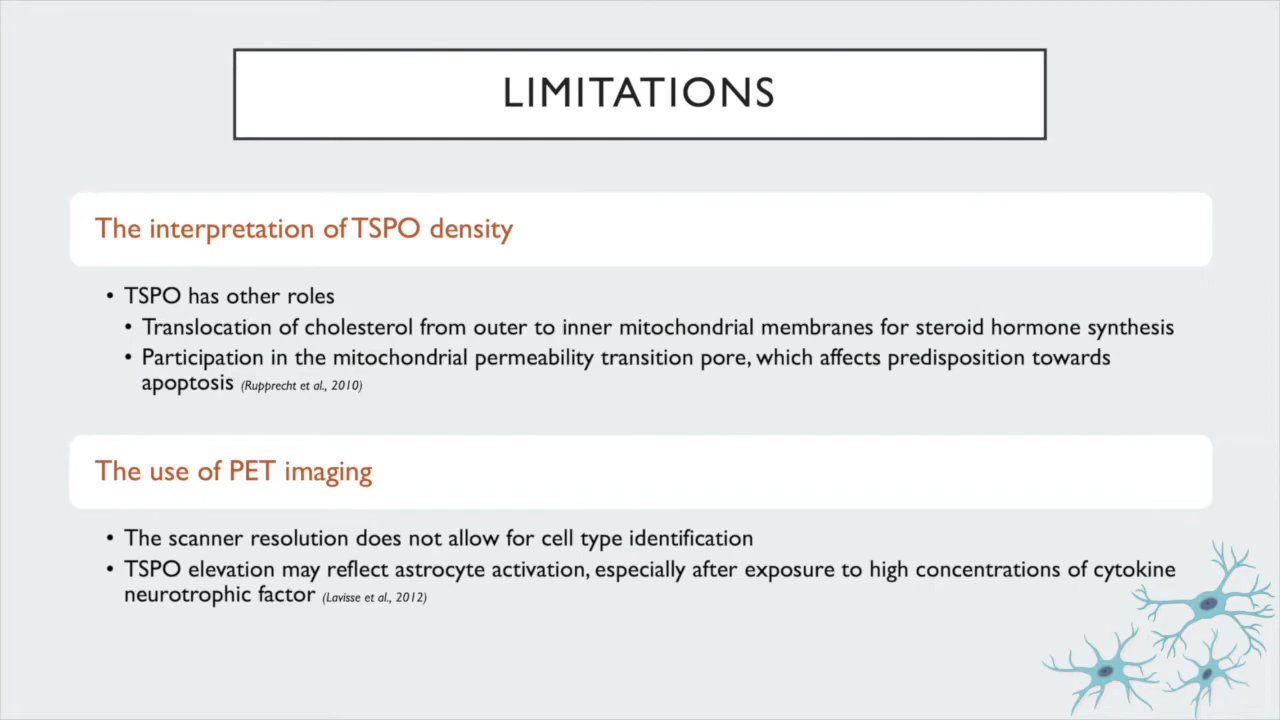 LIMITATIONS
The interpretation of TSPO density
• TSPO has other roles
• Translocation of cholesterol from outer to inner mitochondrial membranes for steroid hormone synthesis
• Participation in the mitochondrial permeability transition pore, which affects predisposition towards
apoptosis (Rupprecht et al., 2010)
The use of PET imaging
• The scanner resolution does not allow for cell type identification
• TSPO elevation may reflect astrocyte activation, especially after exposure to high concentrations of cytokine
neurotrophic factor (Lavisse et al., 2012)